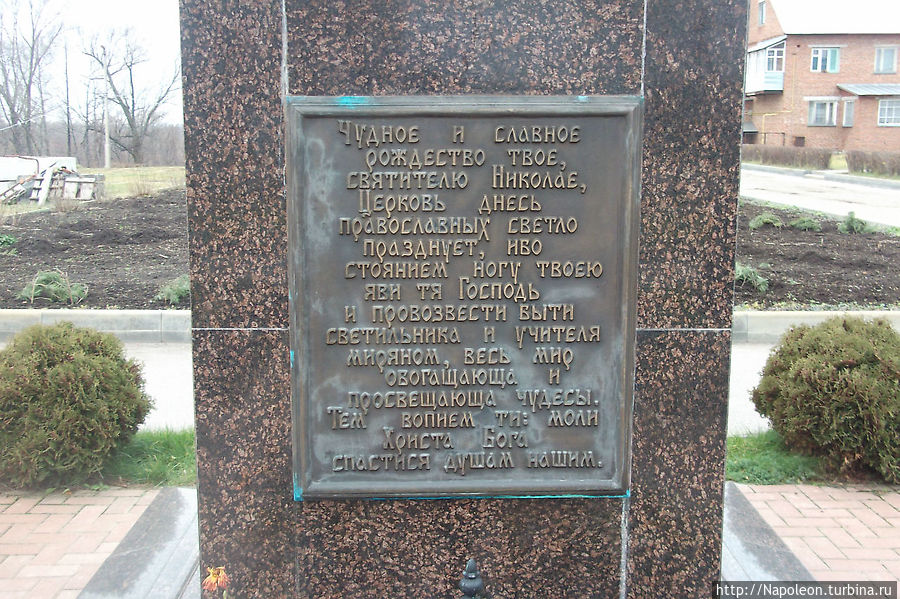 Чудное и славное
рождество твое,
святителю Николае,
Церковь днесь
православных светло
празднует, ибо
стоянием ногу твоею
яви тя Господь
и провозвести быти
светильника и учителя
миряном, весь мир
обогащающа и
просвещающа чудесы.
Тем вопием ти: моли
Христа Бога
спастися душам нашим.
http://Napoleon.turbina.ru